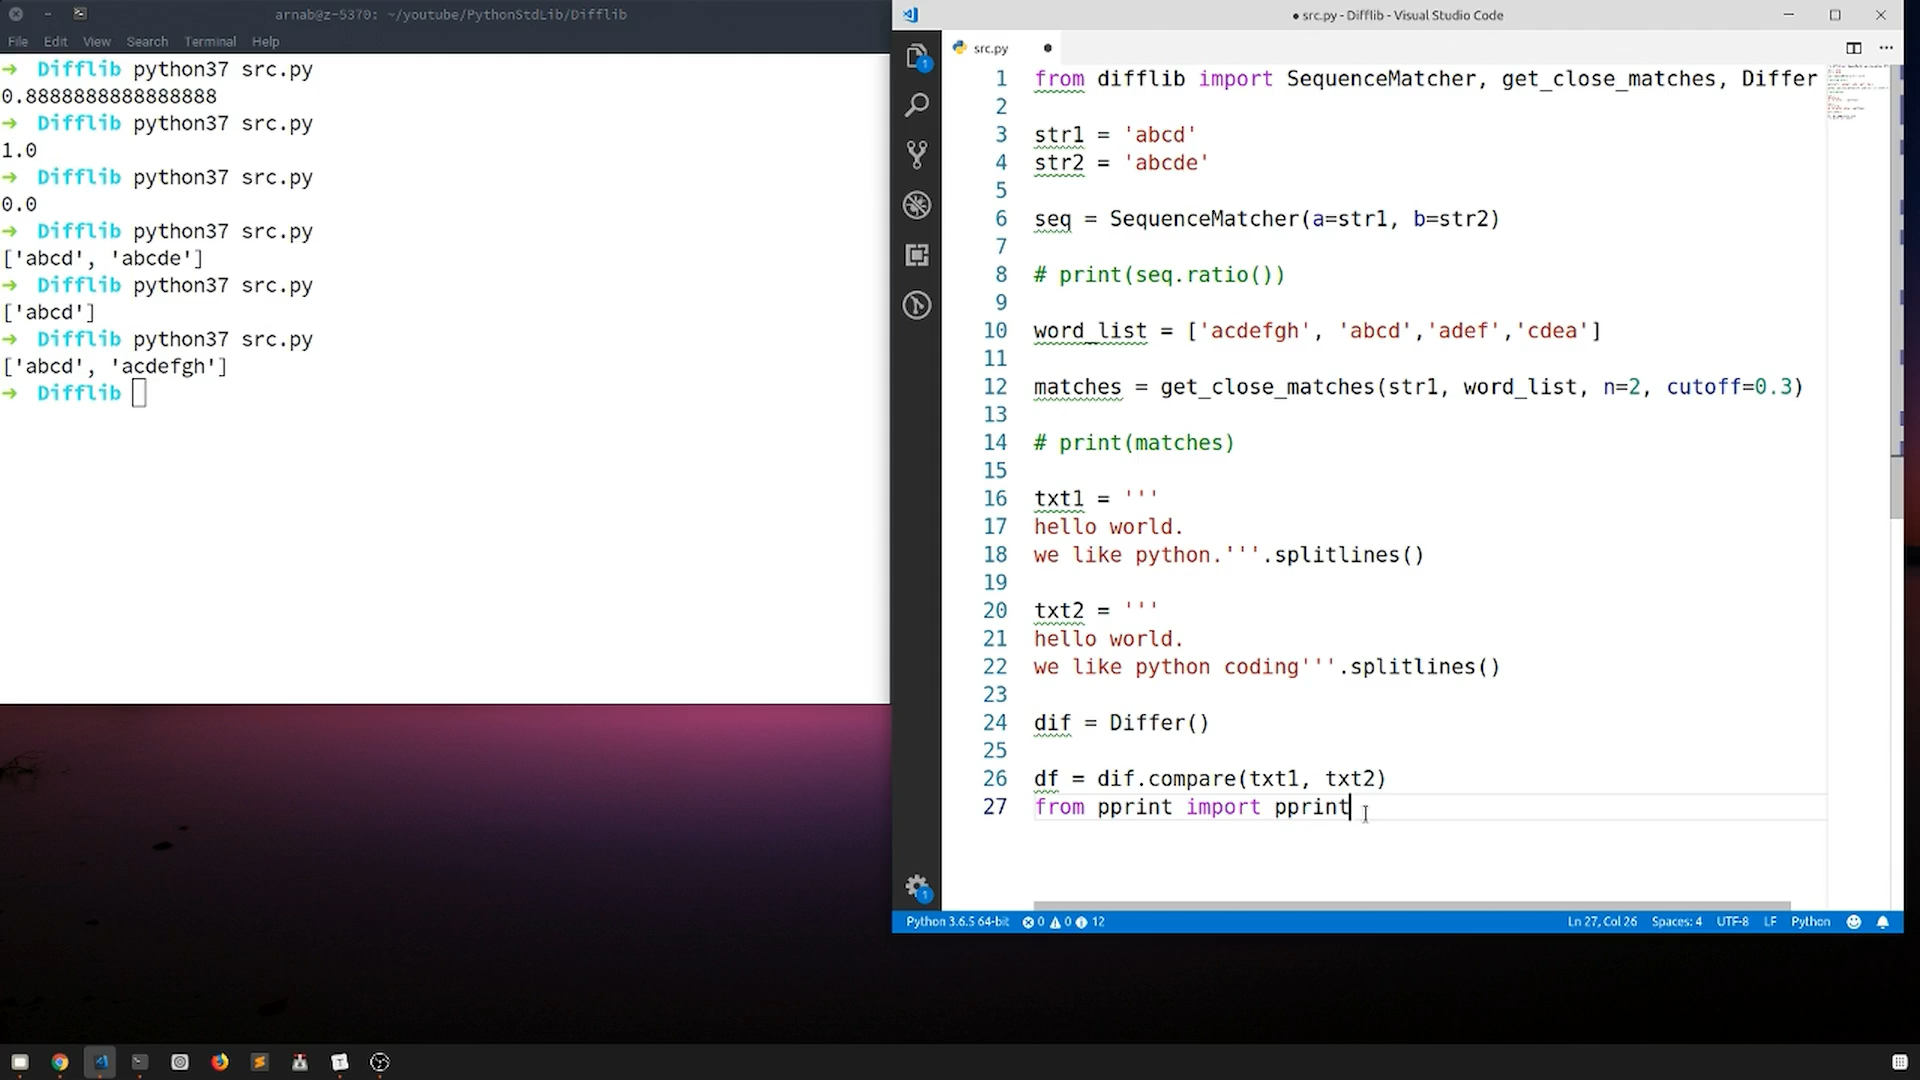 arnab@z-5370: ~/youtube/PythonStdLib/Difflib
File Edit View Search Terminal Help
➜ Difflib python37 src.py
0.8888888888888888
➜ Difflib python37 src.py
1.0
➜ Difflib python37 src.py
0.0
➜ Difflib python37 src.py
['abcd', 'abcde']
➜ Difflib python37 src.py
['abcd']
➜ Difflib python37 src.py
['abcd', 'acdefgh']
➜ Difflib
● src.py - Difflib - Visual Studio Code
src.py
1 from difflib import SequenceMatcher, get_close_matches, Differ
2
3 str1 = 'abcd'
4 str2 = 'abcde'
5
6 seq = SequenceMatcher(a=str1, b=str2)
7
8 # print(seq.ratio())
9
10 word_list = ['acdefgh', 'abcd','adef','cdea']
11
12 matches = get_close_matches(str1, word_list, n=2, cutoff=0.3)
13
14 # print(matches)
15
16 txt1 = '''
17 hello world.
18 we like python.'''.splitlines()
19
20 txt2 = '''
21 hello world.
22 we like python coding'''.splitlines()
23
24 dif = Differ()
25
26 df = dif.compare(txt1, txt2)
27 from pprint import pprint
1
1
Python 3.6.5 64-bit 0 0 12 Ln 27, Col 26 Spaces: 4 UTF-8 LF Python